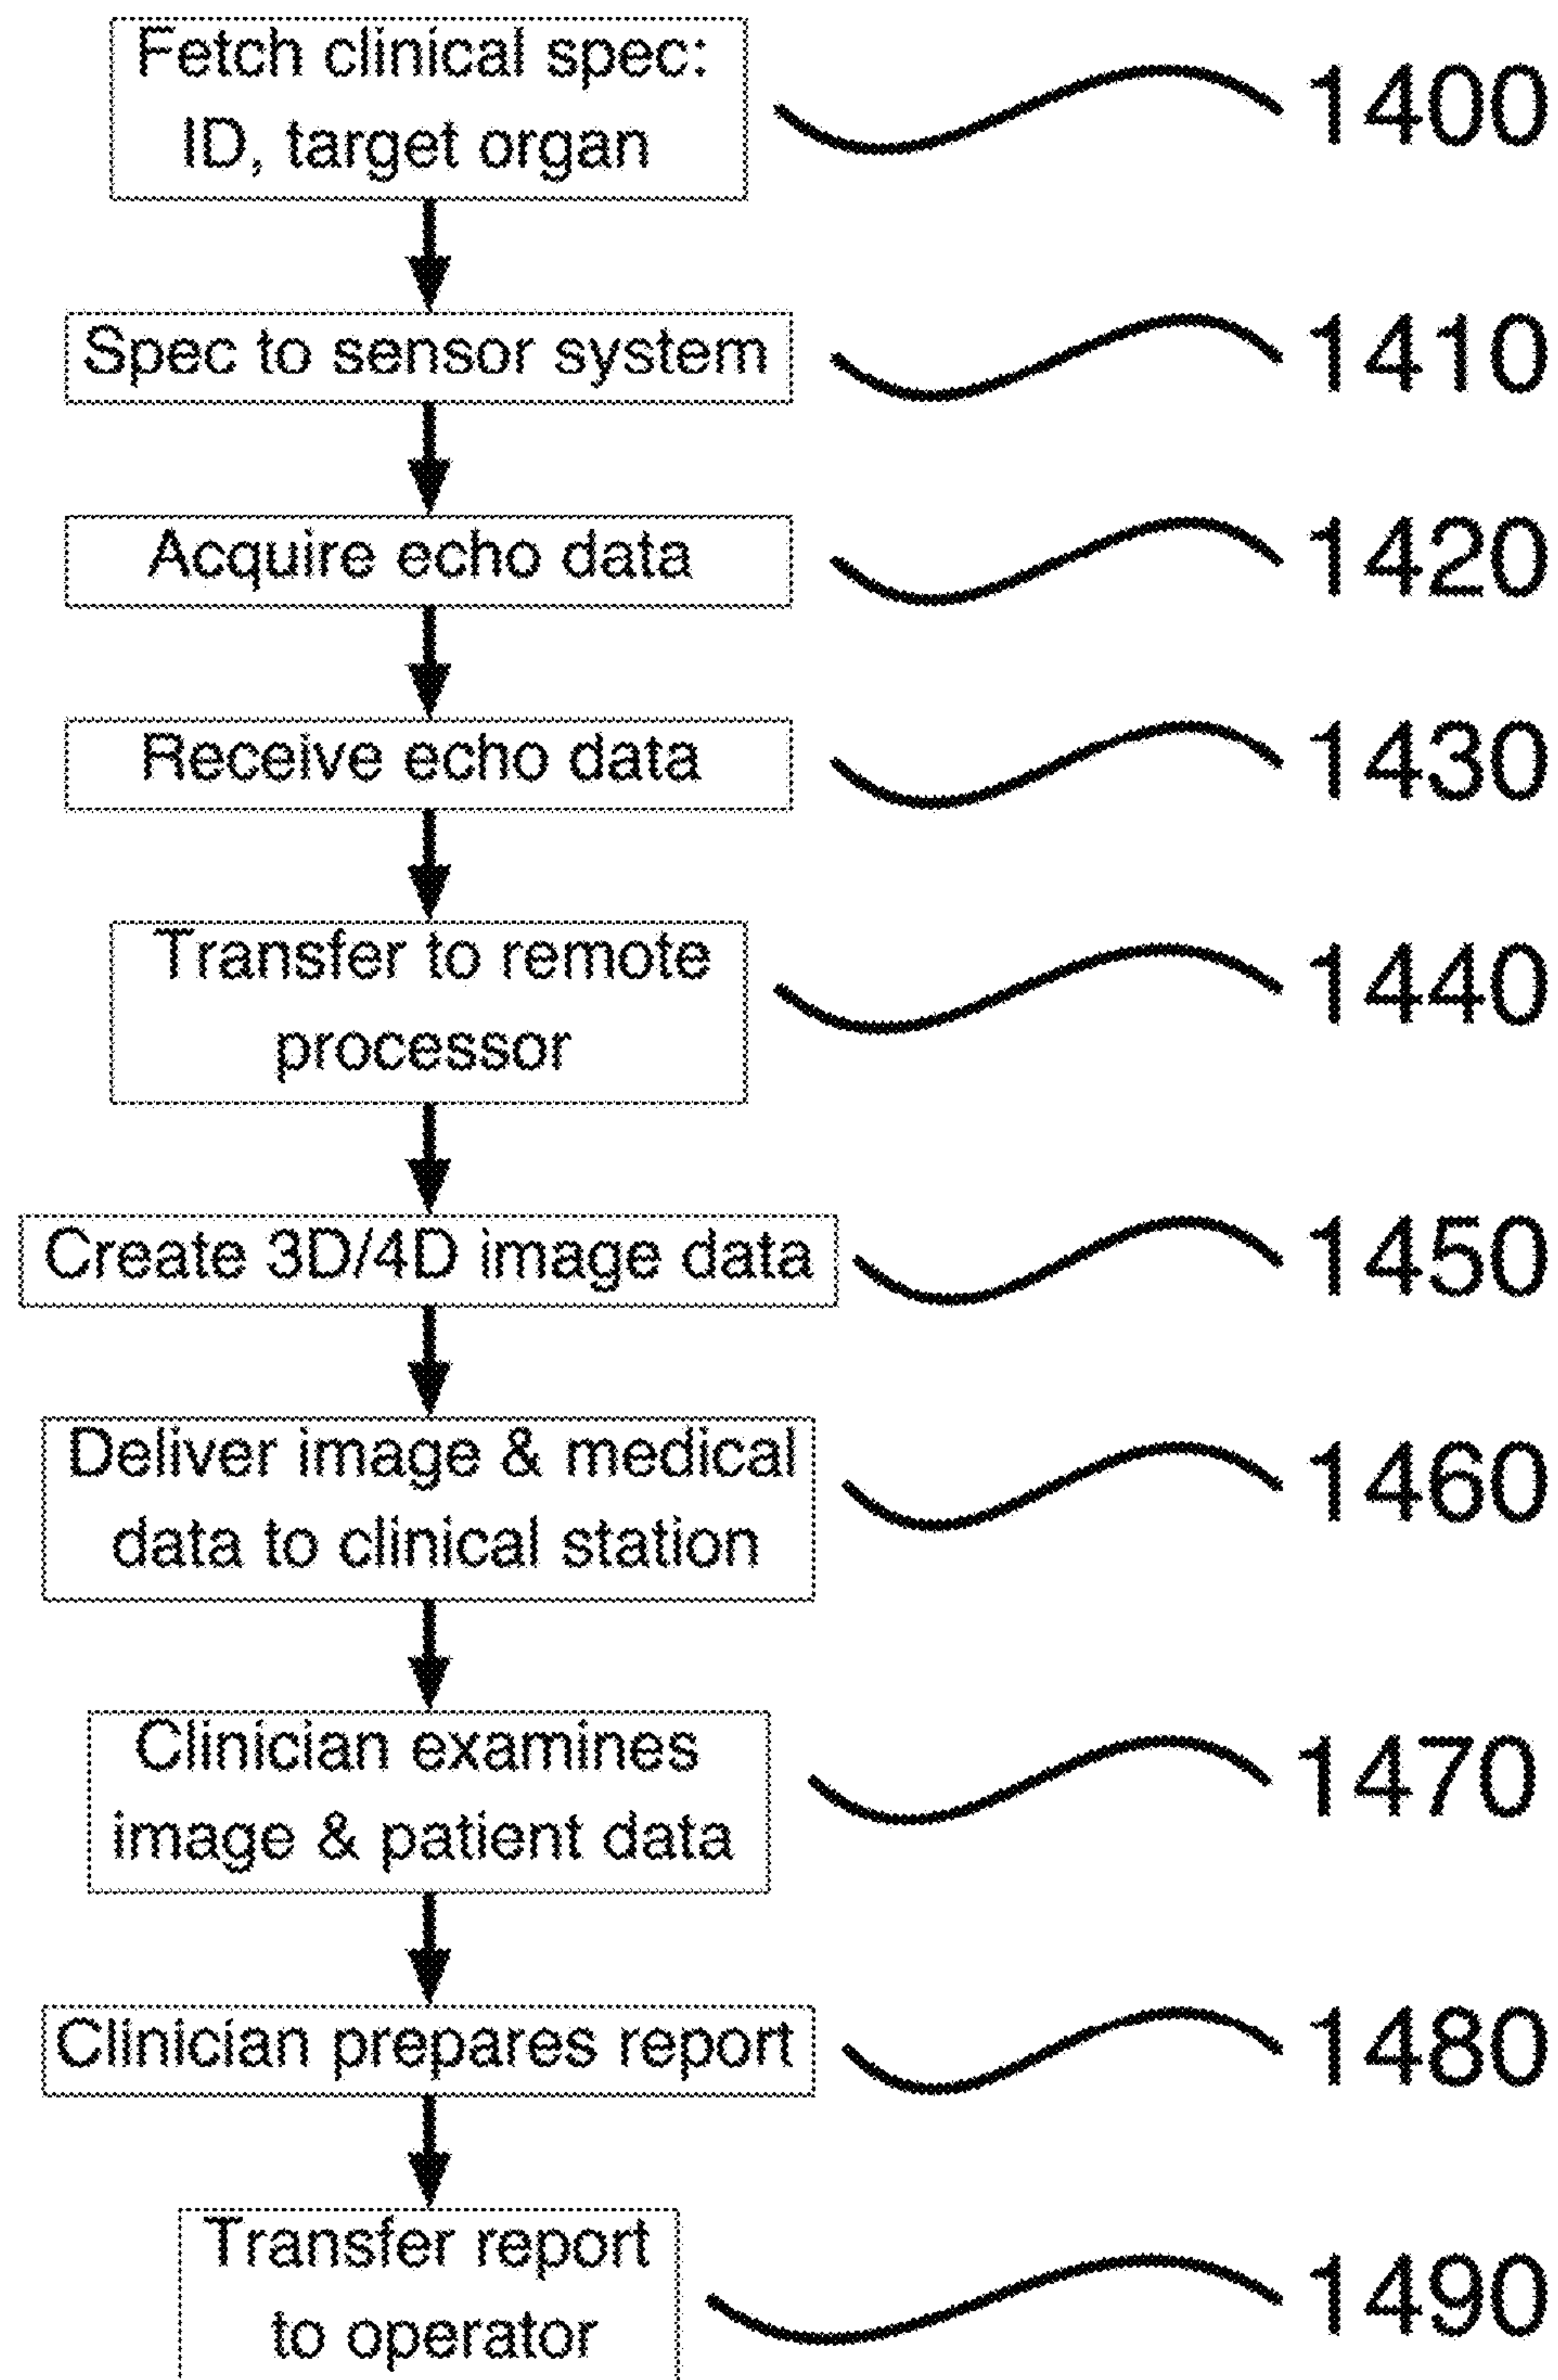 Fetch clinical spec:
ID, target organ
1400
Spec to sensor system
1410
Acquire echo data
1420
Receive echo data
1430
Transfer to remote
processor
1440
Create 3D/4D image data
1450
Deliver image & medical
data to clinical station
1460
Clinician examines
image & patient data
1470
Clinician prepares report
1480
Transfer report
to operator
1490